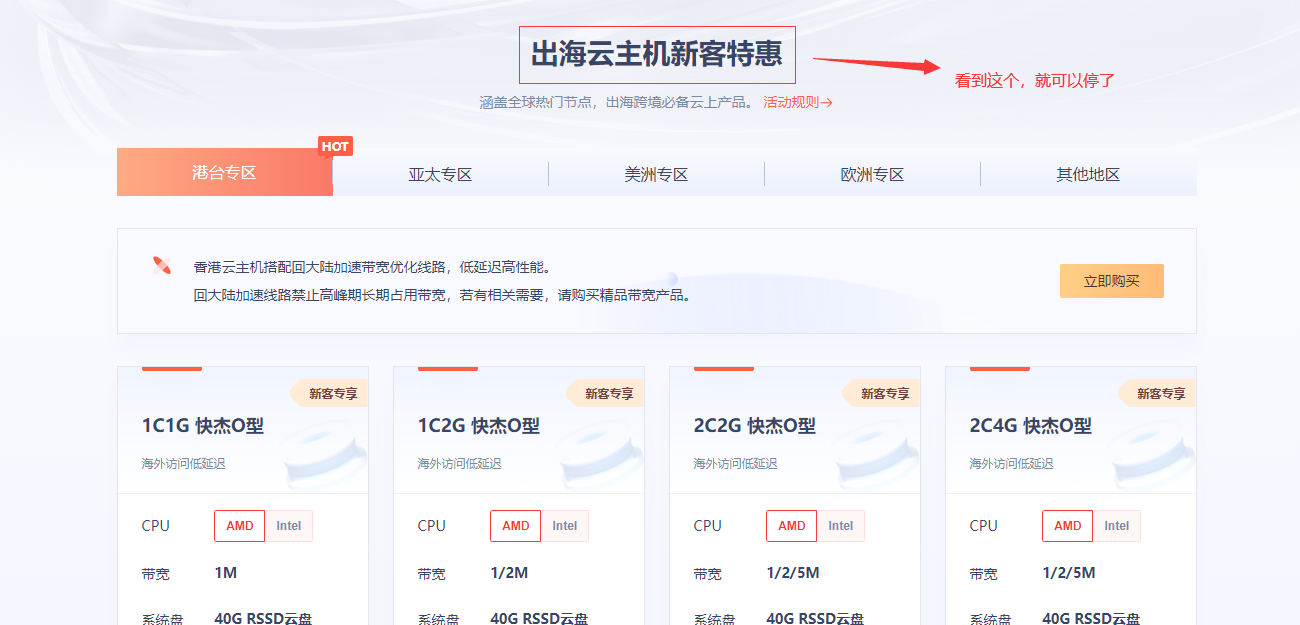 出海云主机新客特惠
看到这个，就可以停了
涵盖全球热门节点，出海跨境必备云上产品。 活动规则→
HOT
港台专区 亚太专区 美洲专区 欧洲专区 其他地区
香港云主机搭配回大陆加速带宽优化线路，低延迟高性能。
回大陆加速线路禁止高峰期长期占用带宽，若有相关需要，请购买精品带宽产品。
立即购买
新客专享 新客专享 新客专享 新客专享
1C1G 快杰O型 1C2G 快杰O型 2C2G 快杰O型 2C4G 快杰O型
海外访问低延迟 海外访问低延迟 海外访问低延迟 海外访问低延迟
CPU AMD Intel CPU AMD Intel CPU AMD Intel CPU AMD Intel
带宽 1M 带宽 1/2M 带宽 1/2/5M 带宽 1/2/5M
系统盘 40G RSSD云盘 系统盘 40G RSSD云盘 系统盘 40G RSSD云盘 系统盘 40G RSSD云盘